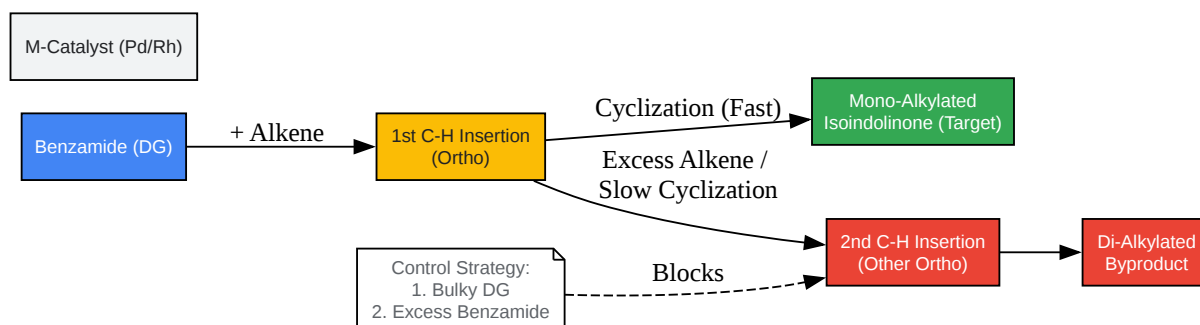 M-Catalyst (Pd/Rh)
Benzamide (DG)
+ Alkene
1st C-H Insertion
(Ortho)
Cyclization (Fast)
Mono-Alkylated
Isoindolinone (Target)
Excess Alkene /
Slow Cyclization
2nd C-H Insertion
(Other Ortho)
Di-Alkylated
Byproduct
Control Strategy:
1. Bulky DG
2. Excess Benzamide
Blocks